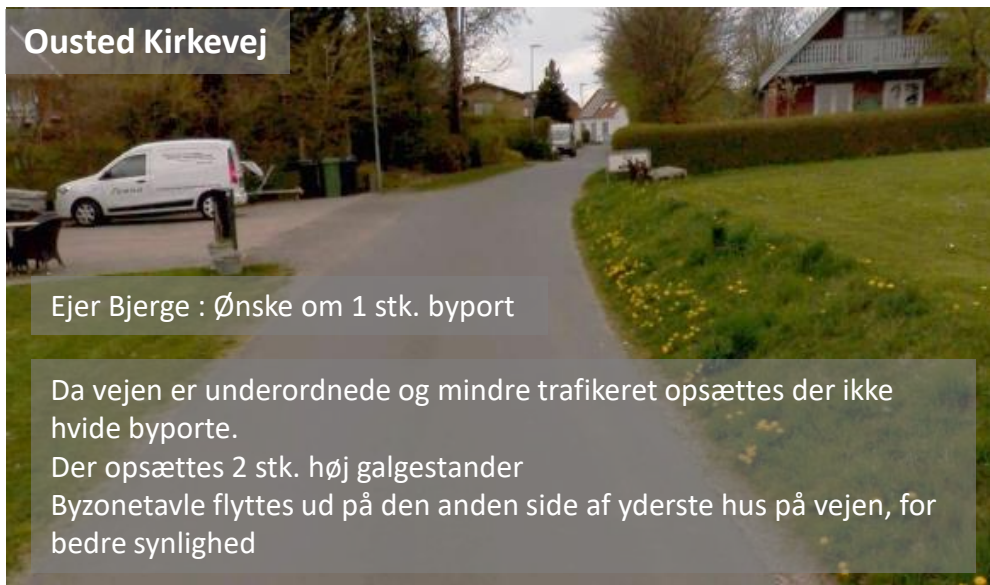 Ousted Kirkevej
Ejer Bjerge : Ønske om 1 stk. byport
Da vejen er underordnede og mindre trafikeret opsættes der ikke
hvide byporte.
Der opsættes 2 stk. høj galgestander
Byzonetavle flyttes ud på den anden side af yderste hus på vejen, for
bedre synlighed